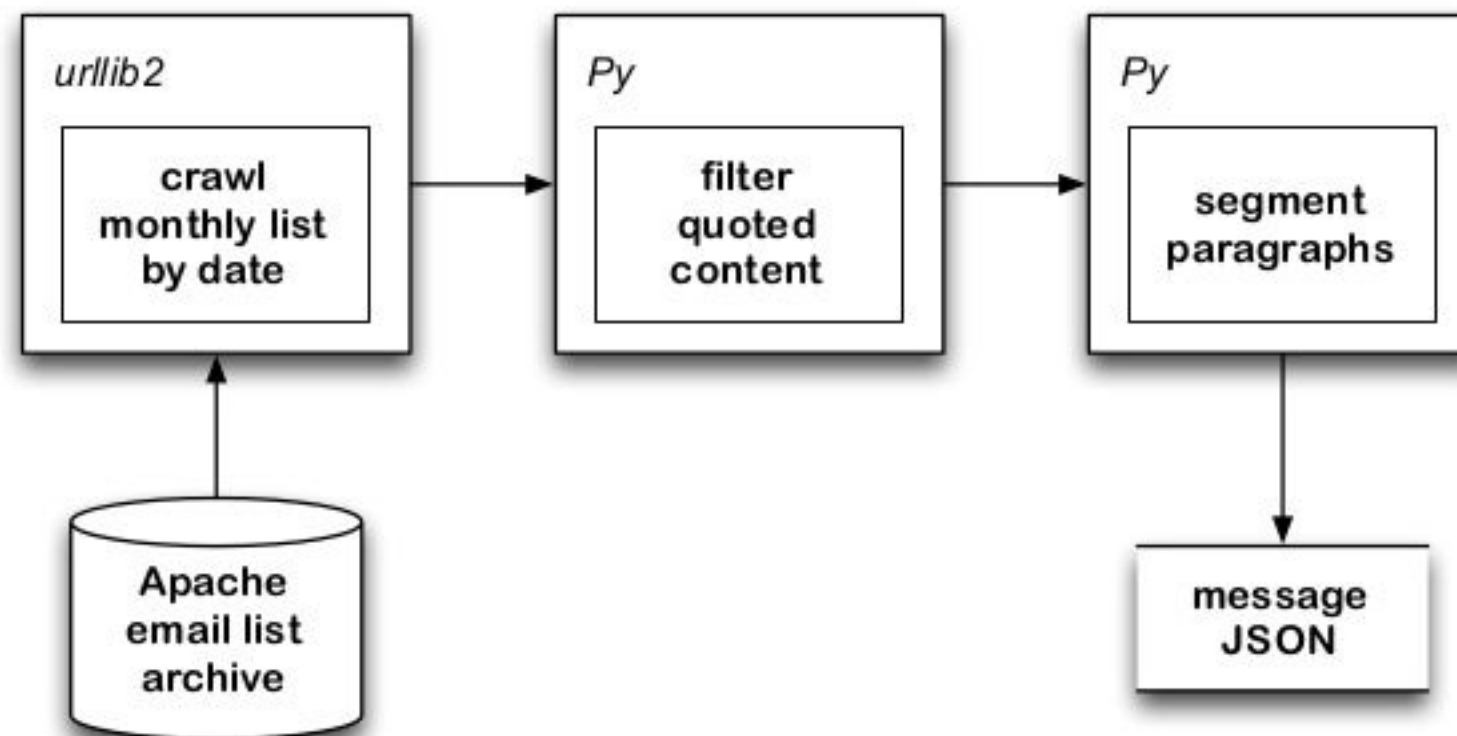 urllib2
crawl
monthly list
by date
Py
filter
quoted
content
Py
segment
paragraphs
Apache
email list
archive
message
JSON